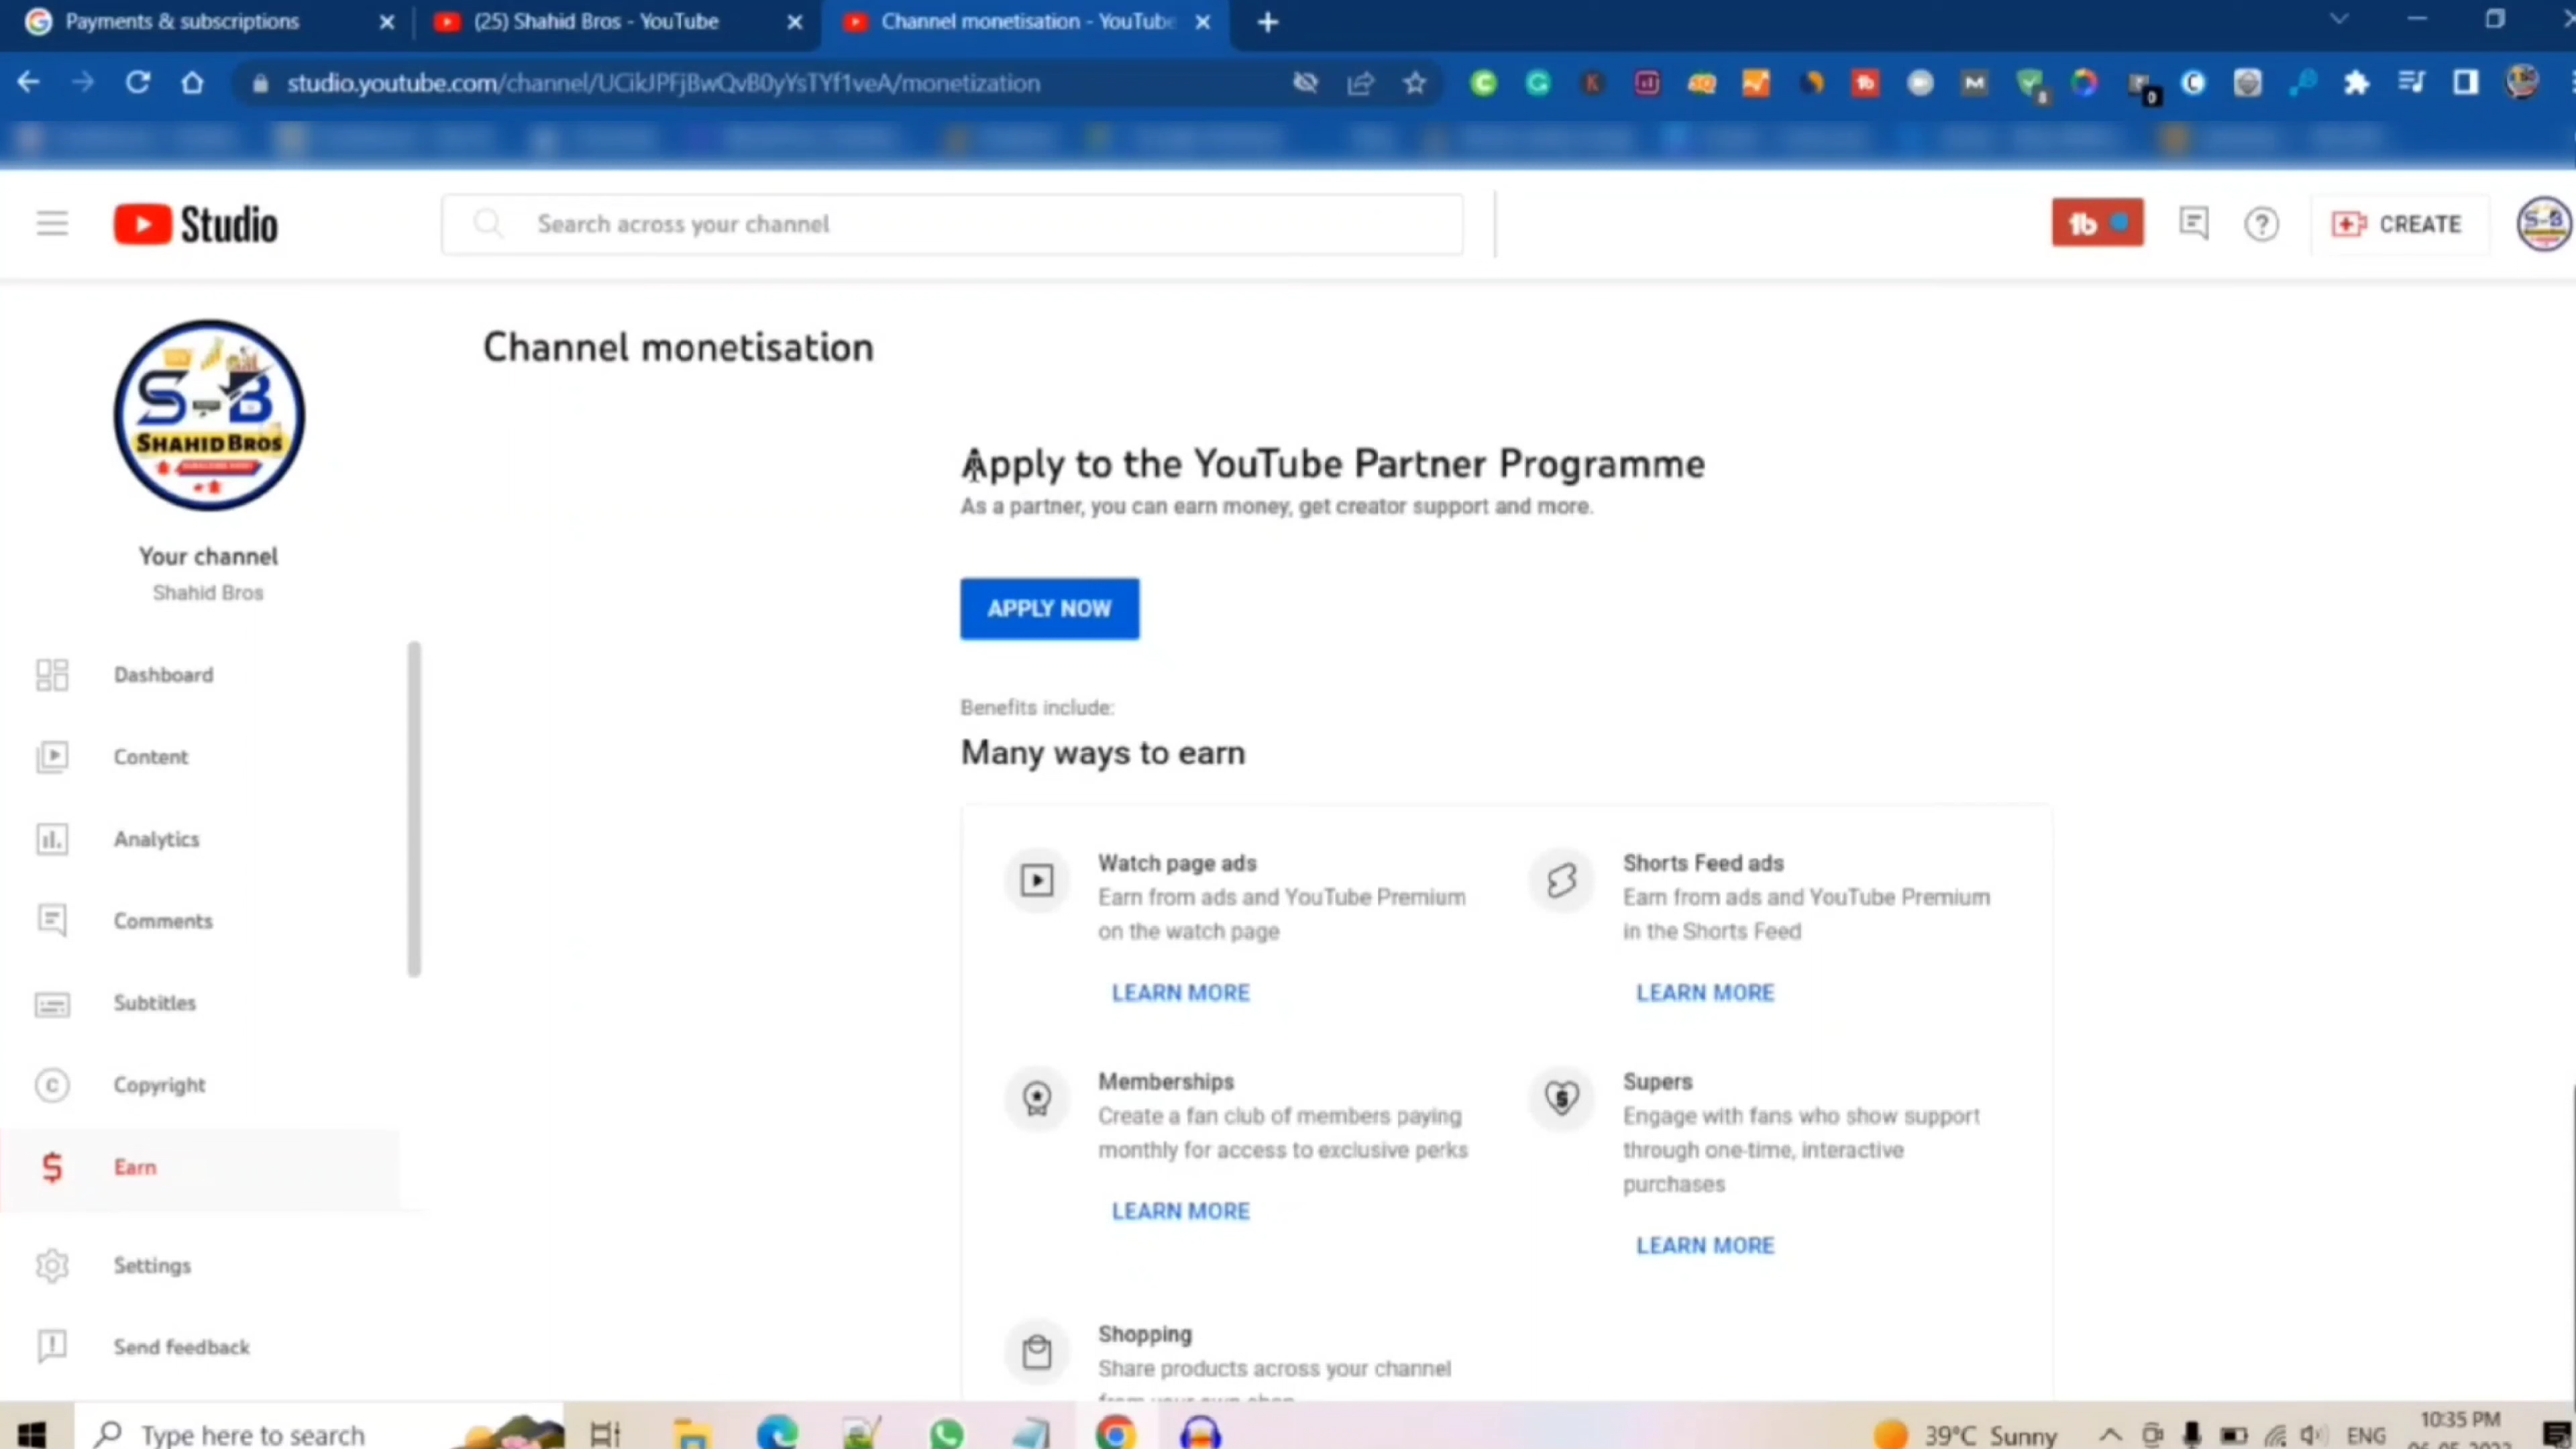 Payments & subscriptions
(25) Shahid Bros - YouTube
Channel monetisation - YouTube
studio.youtube.com/channel/UCikJPFjBwQvB0yYsTYf1veA/monetization
Studio
Search across your channel
CREATE
S-B
SHAHID BROS
Your channel
Shahid Bros
Dashboard
Content
Analytics
Comments
Subtitles
Copyright
Earn
Settings
Send feedback
Channel monetisation
Apply to the YouTube Partner Programme
As a partner, you can earn money, get creator support and more.
APPLY NOW
Benefits include:
Many ways to earn
Watch page ads
Earn from ads and YouTube Premium
on the watch page
LEARN MORE
Shorts Feed ads
Earn from ads and YouTube Premium
in the Shorts Feed
LEARN MORE
Memberships
Create a fan club of members paying
monthly for access to exclusive perks
LEARN MORE
Supers
Engage with fans who show support
through one-time, interactive
purchases
LEARN MORE
Shopping
Share products across your channel
Type here to search
39°C Sunny
ENG
10:35 PM